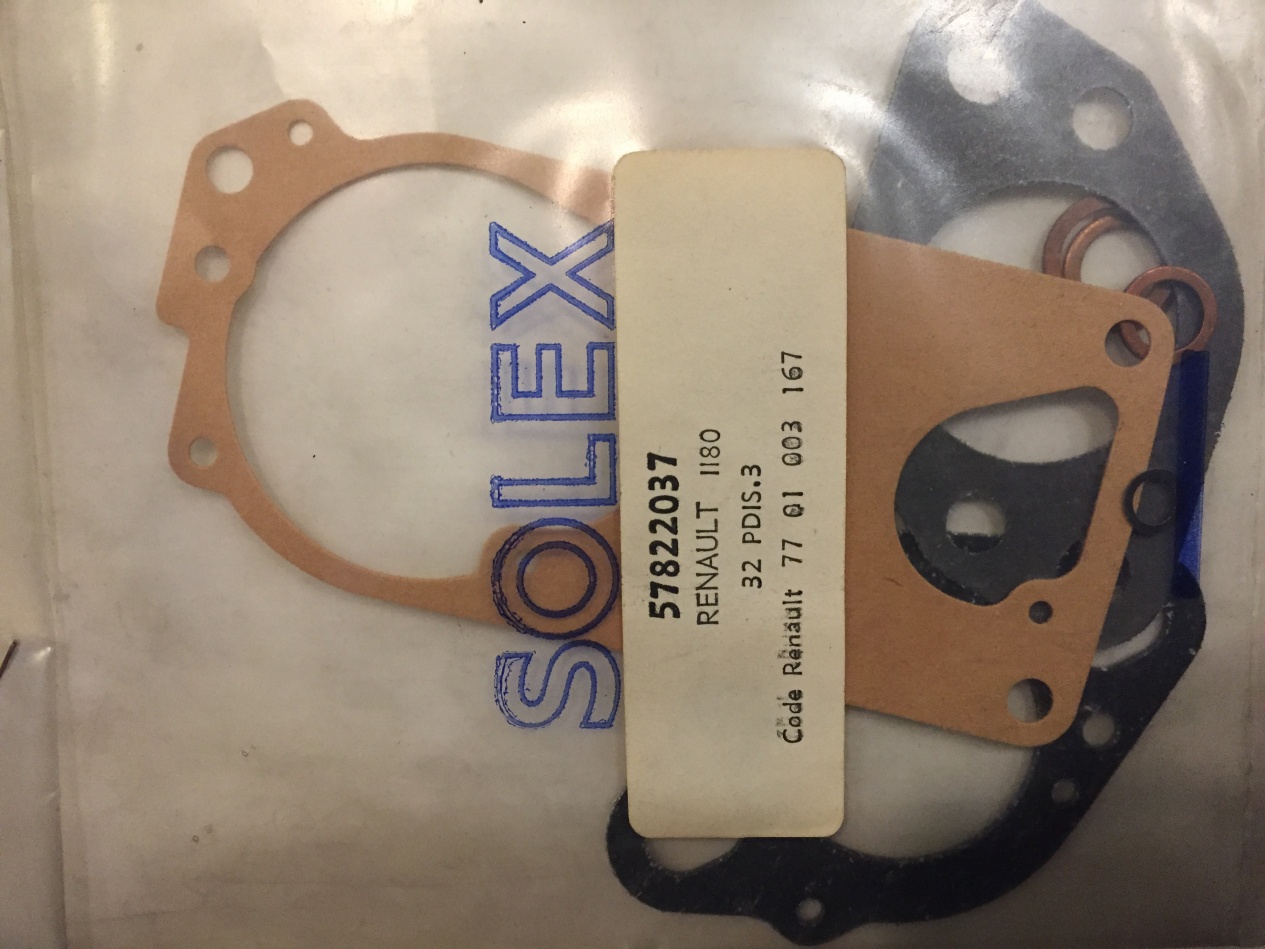 SOLEX
57822037
RENAULT 1180
32 PDIS.3
Code Renault 77 01 003 167